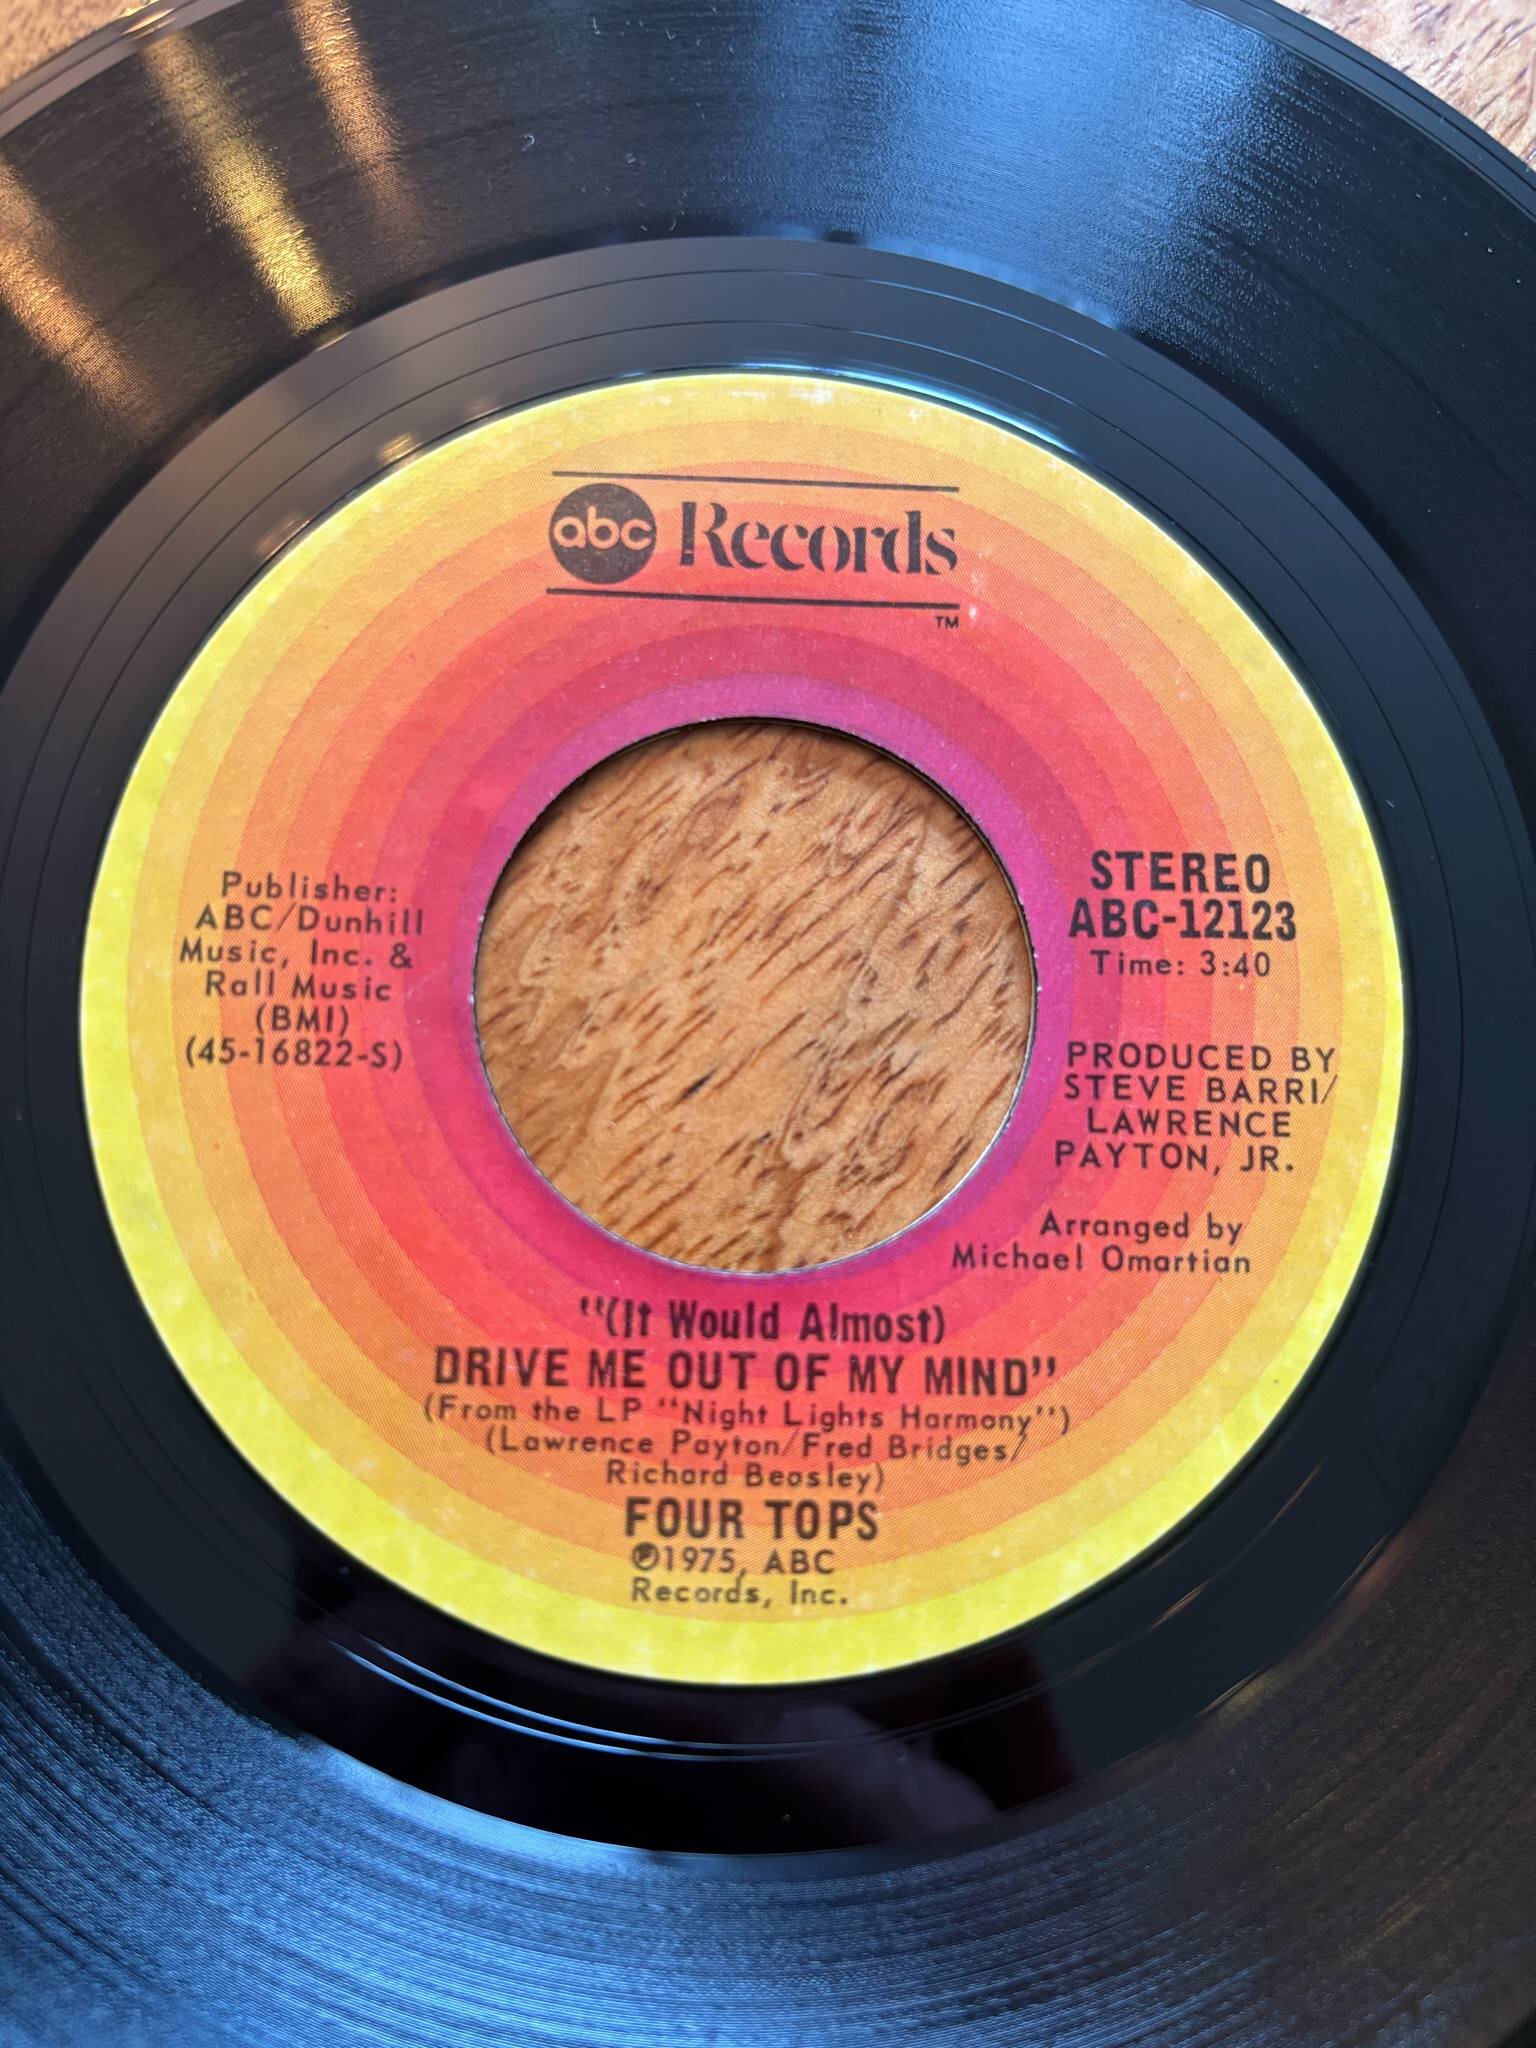 abc Records
TM
Publisher:
ABC/Dunhill
Music, Inc. &
Rall Music
(BMI)
(45-16822-S)
STEREO
ABC-12123
Time: 3:40
PRODUCED BY
STEVE BARRI/
LAWRENCE
PAYTON, JR.
Arranged by
Michael Omartian
"(It Would Almost)
DRIVE ME OUT OF MY MIND"
(From the LP "Night Lights Harmony")
(Lawrence Payton/Fred Bridges/
Richard Beasley)
FOUR TOPS
℗1975, ABC
Records, Inc.